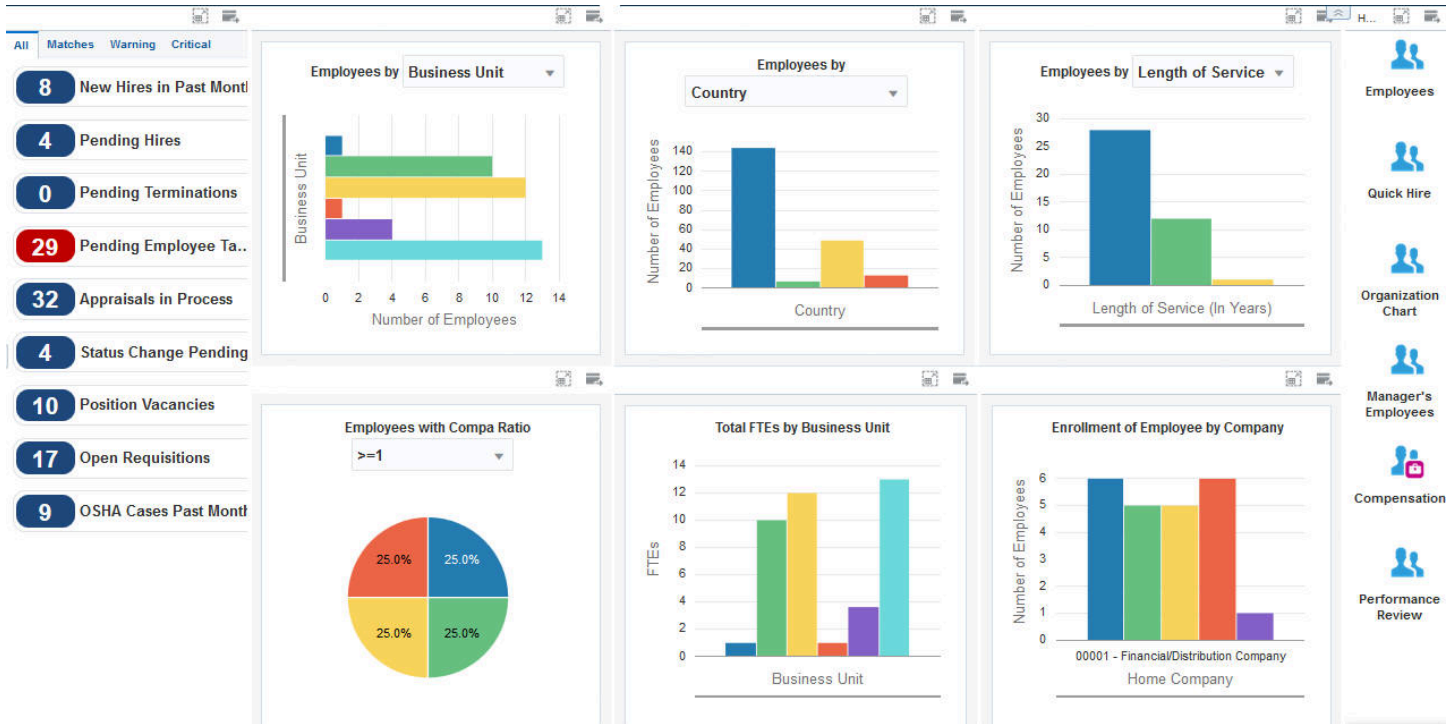 All Matches Warning Critical
8 New Hires in Past Mont
4 Pending Hires
0 Pending Terminations
29 Pending Employee Ta..
32 Appraisals in Process
4 Status Change Pending
10 Position Vacancies
17 Open Requisitions
9 OSHA Cases Past Mont
Employees by Business Unit
Business Unit
0 2 4 6 8 10 12 14
Number of Employees
Employees by
Country
Number of Employees
140
120
100
80
60
40
20
0
Country
Employees by Length of Service
Number of Employees
30
25
20
15
10
5
0
Length of Service (In Years)
Employees with Compa Ratio
>=1
25.0% 25.0%
25.0% 25.0%
Total FTEs by Business Unit
FTEs
14
12
10
8
6
4
2
0
Business Unit
Enrollment of Employee by Company
Number of Employees
6
5
4
3
2
1
0
00001 - Financial/Distribution Company
Home Company
H...
Employees
Quick Hire
Organization
Chart
Manager's
Employees
Compensation
Performance
Review